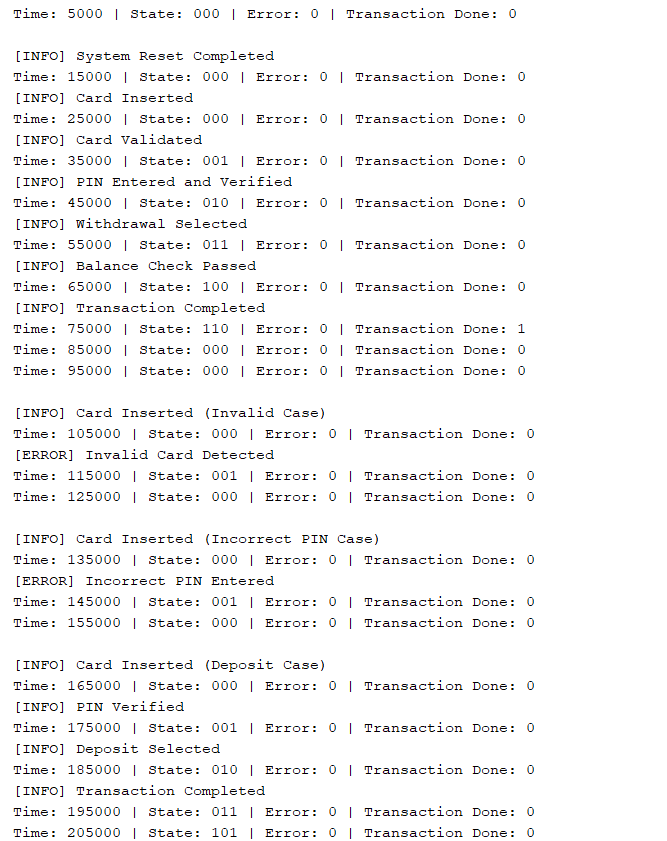 Time: 5000 | State: 000 | Error: 0 | Transaction Done: 0
[INFO] System Reset Completed
Time: 15000 | State: 000 | Error: 0 | Transaction Done: 0
[INFO] Card Inserted
Time: 25000 | State: 000 | Error: 0 | Transaction Done: 0
[INFO] Card Validated
Time: 35000 | State: 001 | Error: 0 | Transaction Done: 0
[INFO] PIN Entered and Verified
Time: 45000 | State: 010 | Error: 0 | Transaction Done: 0
[INFO] Withdrawal Selected
Time: 55000 | State: 011 | Error: 0 | Transaction Done: 0
[INFO] Balance Check Passed
Time: 65000 | State: 100 | Error: 0 | Transaction Done: 0
[INFO] Transaction Completed
Time: 75000 | State: 110 | Error: 0 | Transaction Done: 1
Time: 85000 | State: 000 | Error: 0 | Transaction Done: 0
Time: 95000 | State: 000 | Error: 0 | Transaction Done: 0
[INFO] Card Inserted (Invalid Case)
Time: 105000 | State: 000 | Error: 0 | Transaction Done: 0
[ERROR] Invalid Card Detected
Time: 115000 | State: 001 | Error: 0 | Transaction Done: 0
Time: 125000 | State: 000 | Error: 0 | Transaction Done: 0
[INFO] Card Inserted (Incorrect PIN Case)
Time: 135000 | State: 000 | Error: 0 | Transaction Done: 0
[ERROR] Incorrect PIN Entered
Time: 145000 | State: 001 | Error: 0 | Transaction Done: 0
Time: 155000 | State: 000 | Error: 0 | Transaction Done: 0
[INFO] Card Inserted (Deposit Case)
Time: 165000 | State: 000 | Error: 0 | Transaction Done: 0
[INFO] PIN Verified
Time: 175000 | State: 001 | Error: 0 | Transaction Done: 0
[INFO] Deposit Selected
Time: 185000 | State: 010 | Error: 0 | Transaction Done: 0
[INFO] Transaction Completed
Time: 195000 | State: 011 | Error: 0 | Transaction Done: 0
Time: 205000 | State: 101 | Error: 0 | Transaction Done: 0